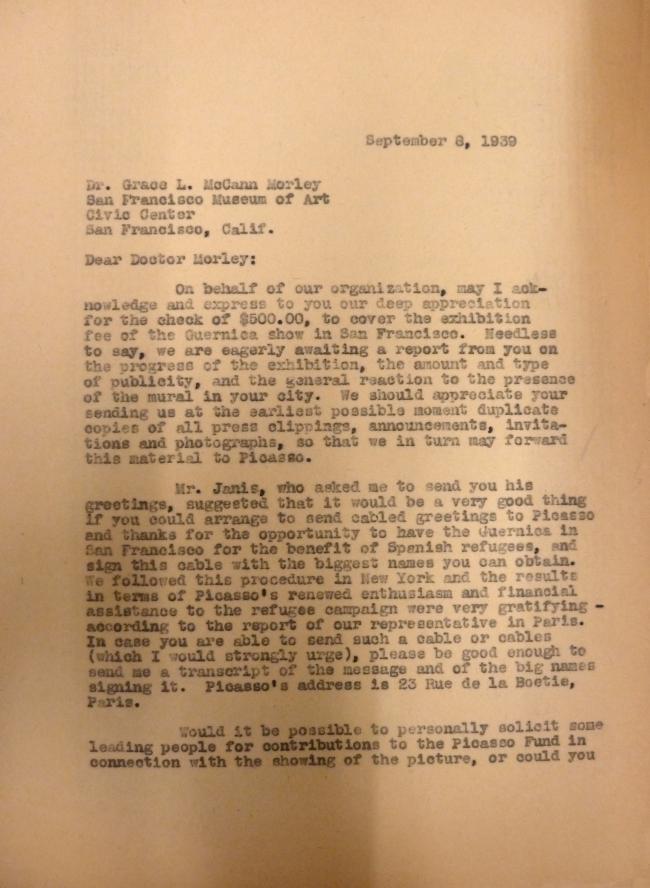 September 8, 1939
Dr. Grace L. McCann Morley
San Francisco Museum of Art
Civic Center
San Francisco, Calif.
Dear Doctor Morley:
On behalf of our organization, may I ack-
nowledge and express to you our deep appreciation
for the check of $500.00, to cover the exhibition
fee of the Guernica show in San Francisco. Needless
to say, we are eagerly awaiting a report from you on
the progress of the exhibition, the amount and type
of publicity, and the general reaction to the presence
of the mural in your city. We should appreciate your
sending us at the earliest possible moment duplicate
copies of all press clippings, announcements, invita-
tions and photographs, so that we in turn may forward
this material to Picasso.
Mr. Janis, who asked me to send you his
greetings, suggested that it would be a very good thing
if you could arrange to send cabled greetings to Picasso
and thanks for the opportunity to have the Guernica in
San Francisco for the benefit of Spanish refugees, and
sign this cable with the biggest names you can obtain.
We followed this procedure in New York and the results
in terms of Picasso's renewed enthusiasm and financial
assistance to the refugee campaign were very gratifying -
according to the report of our representative in Paris.
In case you are able to send such a cable or cables
(which I would strongly urge), please be good enough to
send me a transcript of the message and of the big names
signing it. Picasso's address is 23 Rue de la Boetie,
Paris.
Would it be possible to personally solicit some
leading people for contributions to the Picasso Fund in
connection with the showing of the picture, or could you